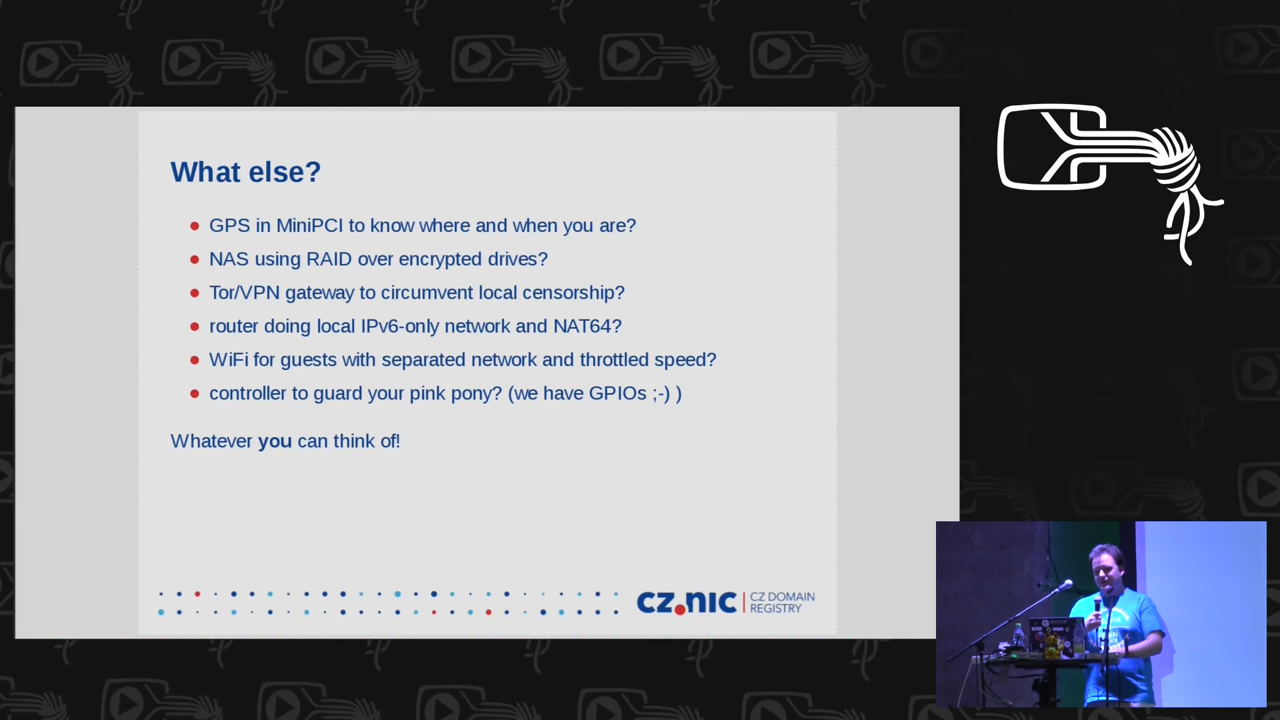 What else?
GPS in MiniPCI to know where and when you are?
NAS using RAID over encrypted drives?
Tor/VPN gateway to circumvent local censorship?
router doing local IPv6-only network and NAT64?
WiFi for guests with separated network and throttled speed?
controller to guard your pink pony? (we have GPIOs ;-) )
Whatever you can think of!
CZ.NIC | CZ DOMAIN
REGISTRY